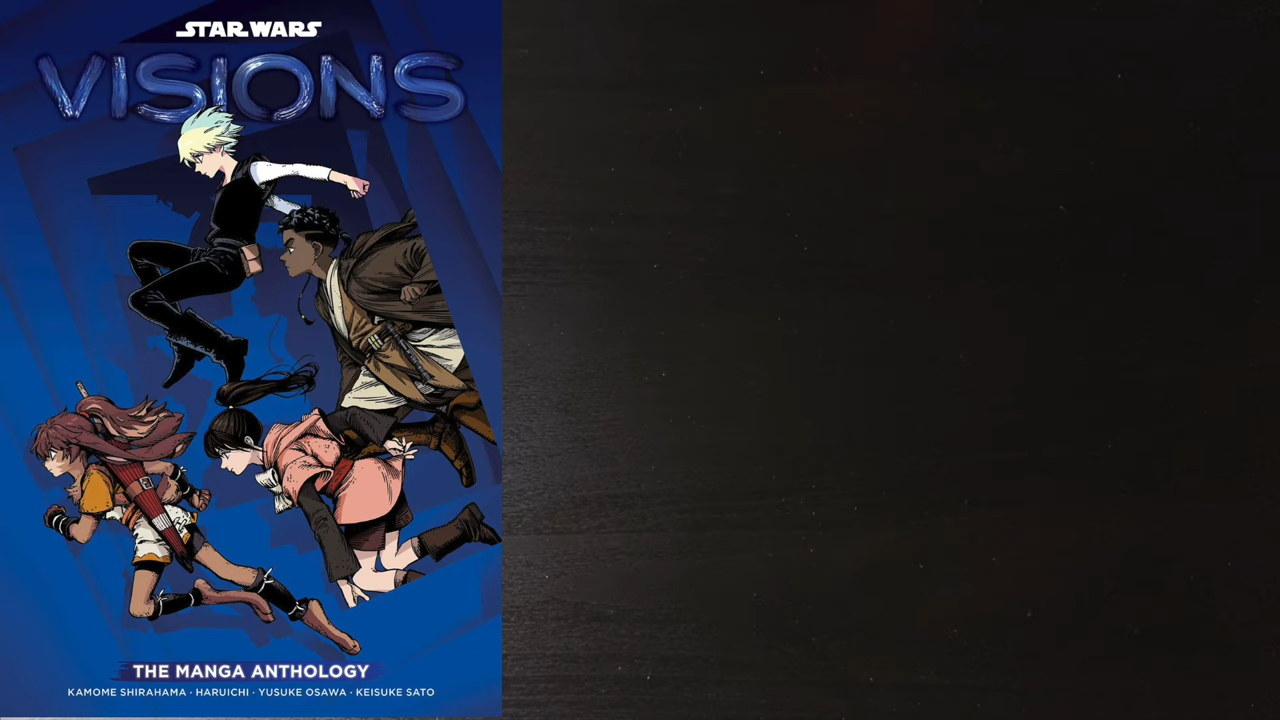 STAR WARS
VISIONS
THE MANGA ANTHOLOGY
KAMOME SHIRAHAMA · HARUICHI · YUSUKE OSAWA · KEISUKE SATO